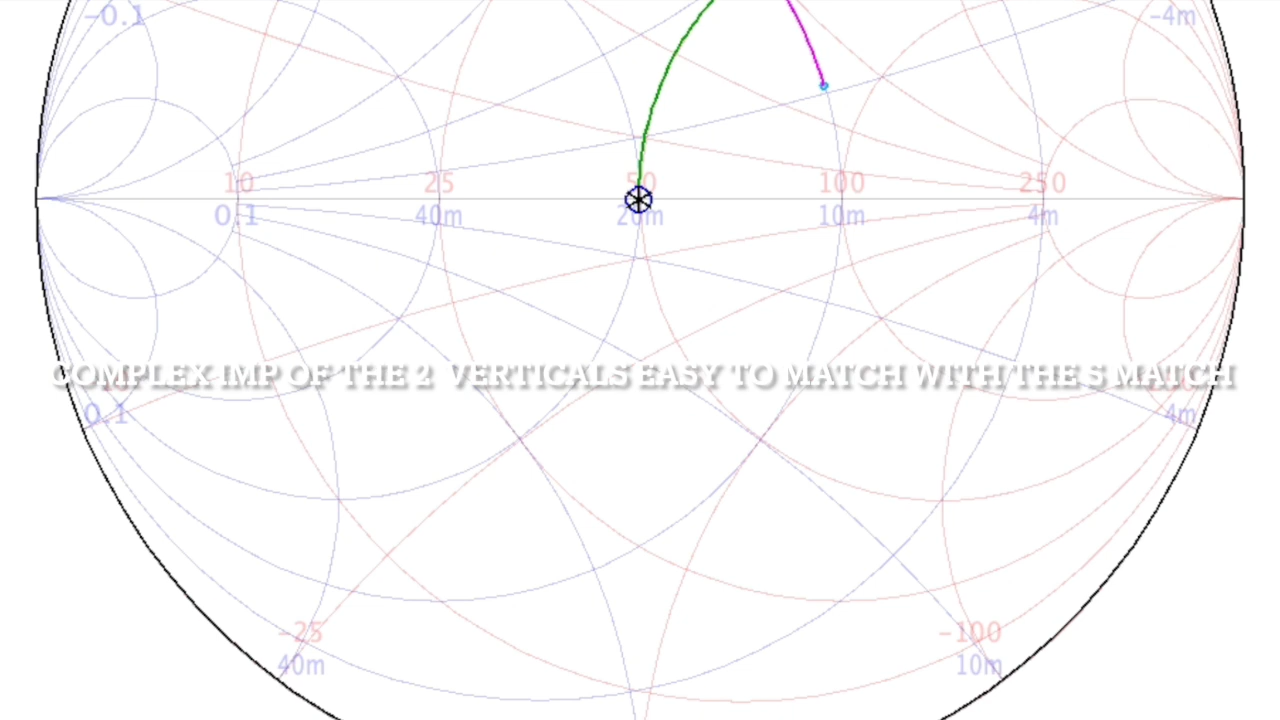 -0.1 -4m
10 25 50 100 250
0.1 40m 20m 10m 4m
COMPLEX IMP OF THE 2 VERTICALS EASY TO MATCH WITH THE S MATCH
0.1 4m
-25 -100
40m 10m